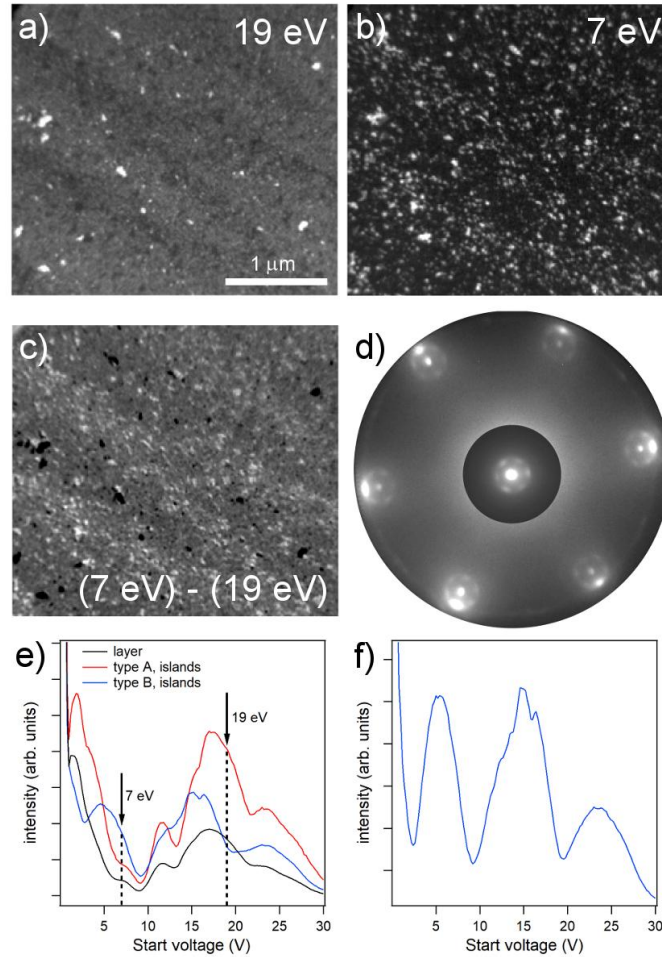 a) 19 eV
b) 7 eV
1 μm
c) (7 eV) - (19 eV)
d)
e)
layer
type A, islands
type B, islands
7 eV
19 eV
intensity (arb. units)
0 5 10 15 20 25 30
Start voltage (V)
f)
intensity (arb. units)
5 10 15 20 25 30
Start voltage (V)